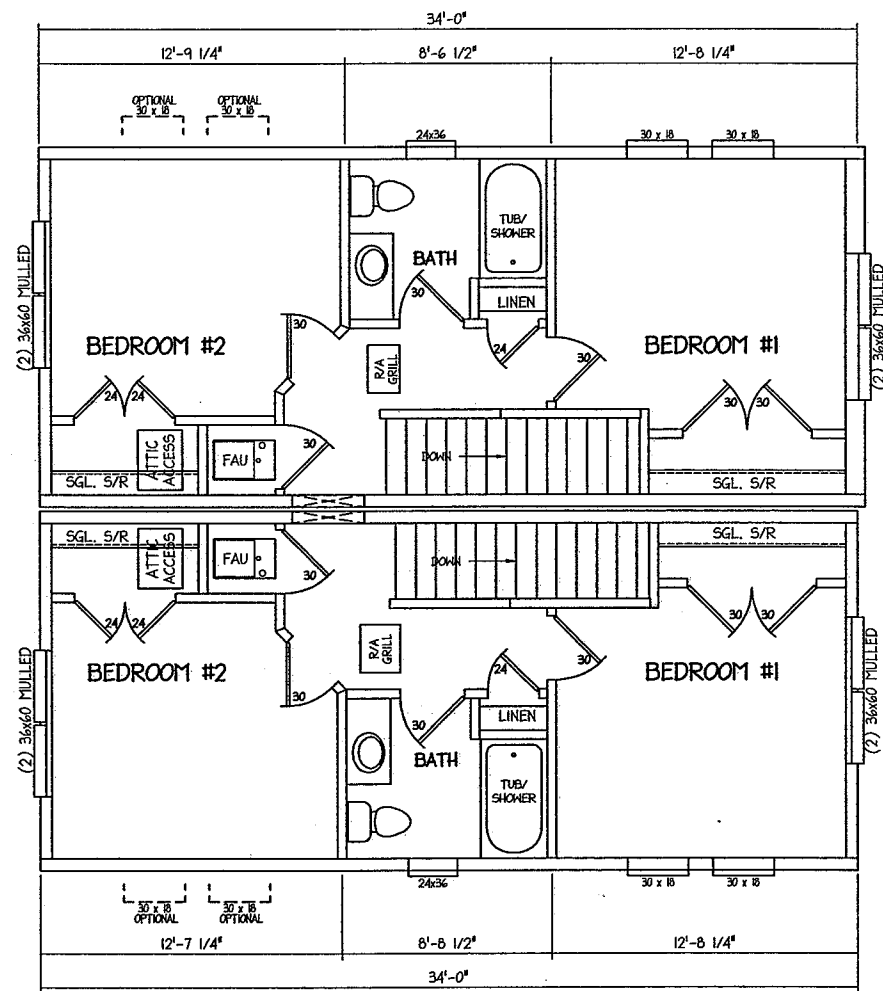 34'-0"
12'-9 1/4" 8'-6 1/2" 12'-8 1/4"
OPTIONAL
30 x 18
OPTIONAL
30 x 18
24x36
30 x 18
30 x 18
(2) 36x60 MULLED
TUB/
SHOWER
BATH
30
LINEN
30
24
BEDROOM #2
R/A
GRILL
BEDROOM #1
30
(2) 36x60 MULLED
24 24
30 30
ATTIC
ACCESS
FAU
30
DOWN
SGL. S/R
SGL. S/R
SGL. S/R
ATTIC
ACCESS
FAU
30
DOWN
SGL. S/R
24 24
30 30
BEDROOM #2
R/A
GRILL
24
30
BEDROOM #1
30
LINEN
30
BATH
(2) 36x60 MULLED
TUB/
SHOWER
(2) 36x60 MULLED
24x36
30 x 18
30 x 18
30 x 18
OPTIONAL
30 x 18
OPTIONAL
12'-7 1/4" 8'-8 1/2" 12'-8 1/4"
34'-0"